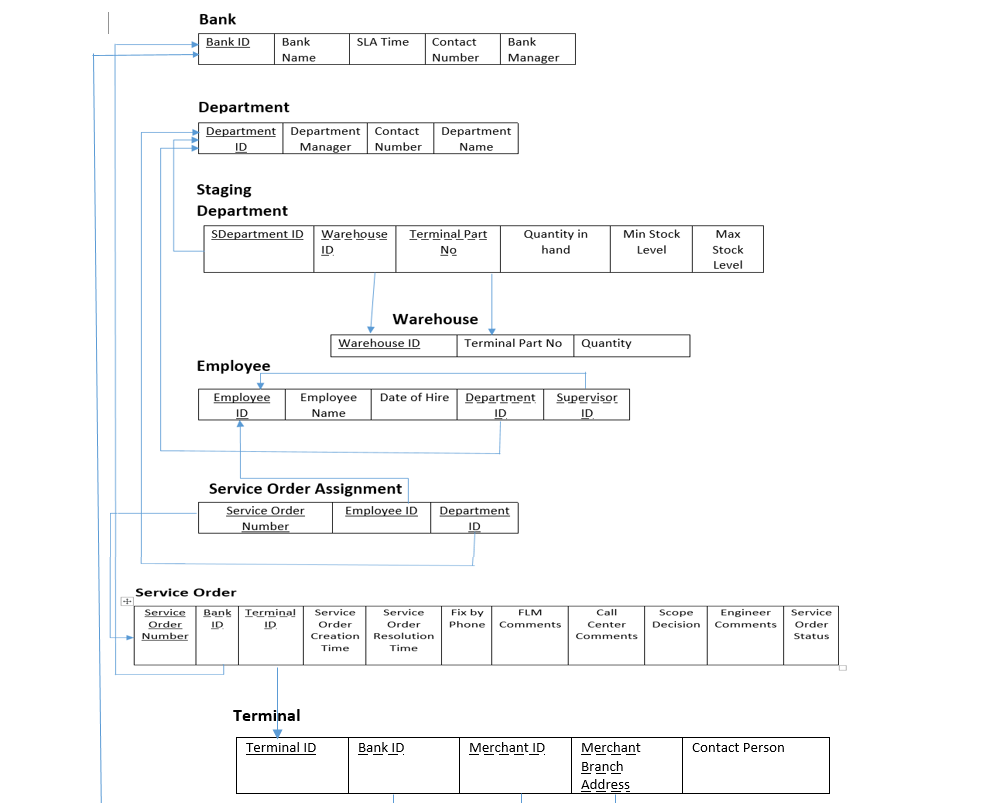 Bank
Bank ID
Bank
Name
SLA Time
Contact
Number
Bank
Manager
Department
Department
ID
Department
Manager
Contact
Number
Department
Name
Staging
Department
SDepartment ID
Warehouse
ID
Terminal Part
No
Quantity in
hand
Min Stock
Level
Max
Stock
Level
Warehouse
Warehouse ID
Terminal Part No
Quantity
Employee
Employee
ID
Employee
Name
Date of Hire
Department
ID
Supervisor
ID
Service Order Assignment
Service Order
Number
Employee ID
Department
ID
Service Order
Service
Order
Number
Bank
ID
Terminal
ID
Service
Order
Creation
Time
Service
Order
Resolution
Time
Fix by
Phone
FLM
Comments
Call
Center
Comments
Scope
Decision
Engineer
Comments
Service
Order
Status
Terminal
Terminal ID
Bank ID
Merchant ID
Merchant
Branch
Address
Contact Person